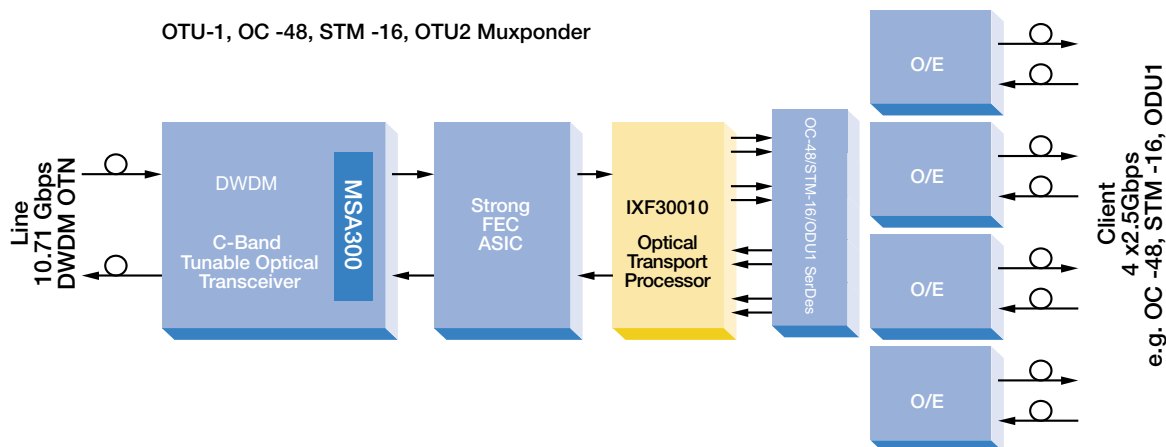 OTU-1, OC -48, STM -16, OTU2 Muxponder
Line
10.71 Gbps
DWDM OTN
DWDM
C-Band
Tunable Optical
Transceiver
MSA300
Strong
FEC
ASIC
IXF30010
Optical
Transport
Processor
OC-48/STM-16/ODU1 SerDes
O/E
O/E
O/E
O/E
Client
4 x2.5Gbps
e.g. OC -48, STM -16, ODU1